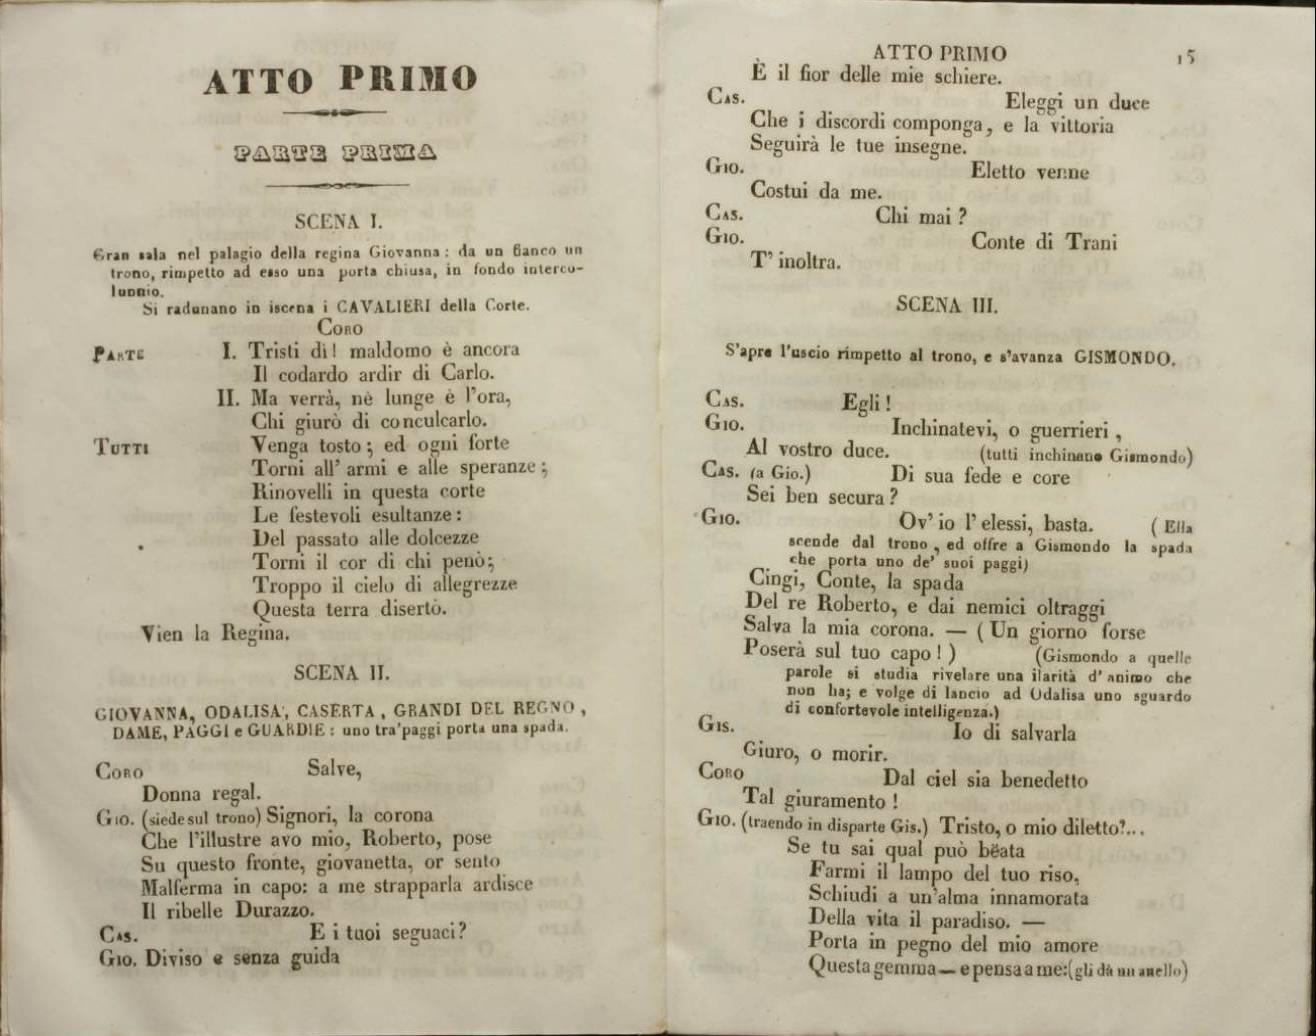 ATTO PRIMO
PARTE PRIMA
SCENA I.
Gran sala nel palagio della regina Giovanna: da un fianco un
trono, rimpetto ad esso una porta chiusa, in fondo interco-
lunnio.
Si radunano in iscena i CAVALIERI della Corte.
CORO
PARTE I. Tristi dì! maldomo è ancora
Il codardo ardir di Carlo.
II. Ma verrà, nè lunge è l'ora,
Chi giurò di conculcarlo.
TUTTI Venga tosto; ed ogni forte
Torni all' armi e alle speranze;
Rinovelli in questa corte
Le festevoli esultanze:
Del passato alle dolcezze
Torni il cor di chi penò;
Troppo il cielo di allegrezze
Questa terra disertò.
Vien la Regina.
SCENA II.
GIOVANNA, ODALISA, CASERTA, GRANDI DEL REGNO,
DAME, PAGGI e GUARDIE: uno tra'paggi porta una spada.
CORO Salve,
Donna regal.
GIO. (siede sul trono) Signori, la corona
Che l'illustre avo mio, Roberto, pose
Su questo fronte, giovanetta, or sento
Malferma in capo: a me strapparla ardisce
Il ribelle Durazzo.
CAS. E i tuoi seguaci?
GIO. Diviso e senza guida
ATTO PRIMO 15
È il fior delle mie schiere.
CAS. Eleggi un duce
Che i discordi componga, e la vittoria
Seguirà le tue insegne.
GIO. Eletto venne
Costui da me.
CAS. Chi mai?
GIO. Conte di Trani
T' inoltra.
SCENA III.
S'apre l'uscio rimpetto al trono, e s'avanza GISMONDO.
CAS. Egli!
GIO. Inchinatevi, o guerrieri,
Al vostro duce. (tutti inchinano Gismondo)
CAS. (a Gio.) Di sua fede e core
Sei ben secura?
GIO. Ov' io l' elessi, basta. (Ella
scende dal trono, ed offre a Gismondo la spada
che porta uno de' suoi paggi)
Cingi, Conte, la spada
Del re Roberto, e dai nemici oltraggi
Salva la mia corona. — (Un giorno forse
Poserà sul tuo capo!) (Gismondo a quelle
parole si studia rivelare una ilarità d' animo che
non ha; e volge di lancio ad Odalisa uno sguardo
di confortevole intelligenza.)
GIS. Io di salvarla
Giuro, o morir.
CORO Dal ciel sia benedetto
Tal giuramento!
GIO. (traendo in disparte Gis.) Tristo, o mio diletto?...
Se tu sai qual può bëata
Farmi il lampo del tuo riso,
Schiudi a un'alma innamorata
Della vita il paradiso. —
Porta in pegno del mio amore
Questa gemma — e pensa a me: (gli dà un anello)